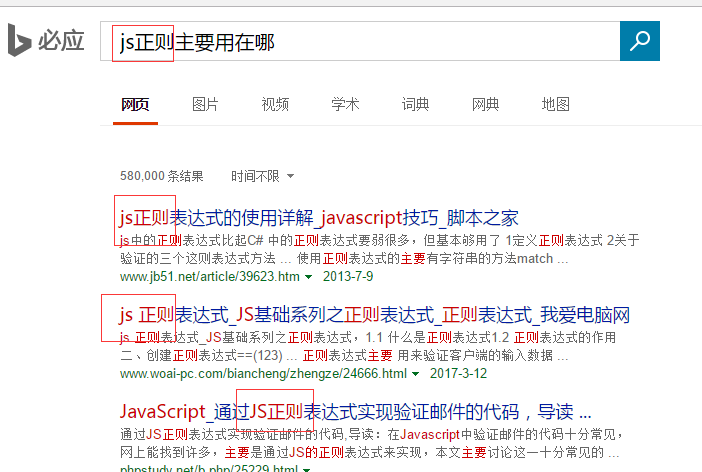 必应
js正则主要用在哪
网页 图片 视频 学术 词典 网典 地图
580,000 条结果 时间不限
js正则表达式的使用详解_javascript技巧_脚本之家
js中的正则表达式比起C# 中的正则表达式要弱很多，但基本够用了 1定义正则表达式 2关于
验证的三个这则表达式方法 ... 使用正则表达式的主要有字符串的方法match ...
www.jb51.net/article/39623.htm 2013-7-9
js 正则表达式_JS基础系列之正则表达式_正则表达式_我爱电脑网
js 正则表达式_JS基础系列之正则表达式，1.1 什么是正则表达式1.2 正则表达式的作用
二、创建正则表达式==(123) ... 正则表达式主要 用来验证客户端的输入数据 ...
www.woai-pc.com/biancheng/zhengze/24666.html 2017-3-12
JavaScript_通过JS正则表达式实现验证邮件的代码，导读 ...
通过JS正则表达式实现验证邮件的代码,导读：在Javascript中验证邮件的代码十分常见，
网上能找到许多，主要是通过JS的正则表达式来实现，本文主要讨论这一十分常见的 ...
phpstudy.net/b.php/25229.html